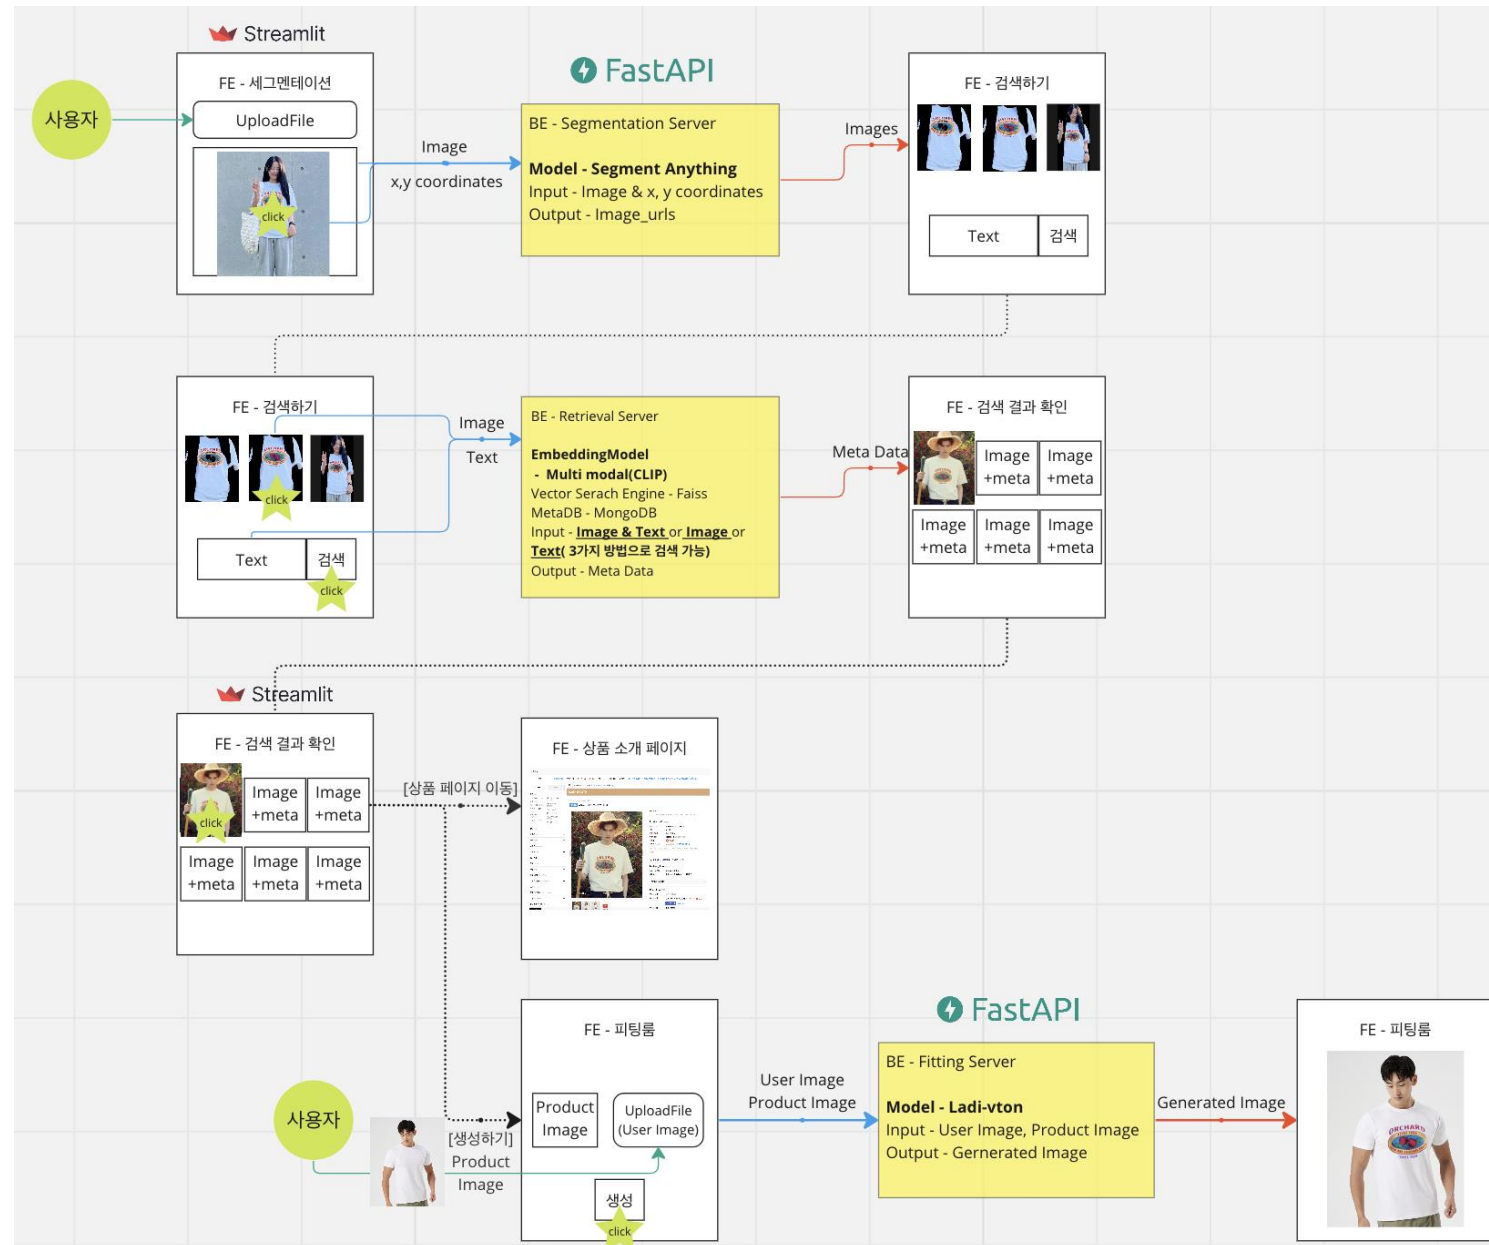 Streamlit
FE - 세그멘테이션
사용자
UploadFile
click
Image
x,y coordinates
FastAPI
BE - Segmentation Server
Model - Segment Anything
Input - Image & x, y coordinates
Output - Image_urls
Images
FE - 검색하기
Text
검색
FE - 검색하기
click
Text
검색
click
Image
Text
BE - Retrieval Server
EmbeddingModel
- Multi modal(CLIP)
Vector Serach Engine - Faiss
MetaDB - MongoDB
Input - Image & Text or Image or
Text( 3가지 방법으로 검색 가능)
Output - Meta Data
Meta Data
FE - 검색 결과 확인
Image
+meta
Image
+meta
Image
+meta
Image
+meta
Image
+meta
Streamlit
FE - 검색 결과 확인
click
Image
+meta
Image
+meta
Image
+meta
Image
+meta
Image
+meta
[상품 페이지 이동]
FE - 상품 소개 페이지
사용자
[생성하기]
Product
Image
FE - 피팅룸
Product
Image
UploadFile
(User Image)
생성
click
User Image
Product Image
FastAPI
BE - Fitting Server
Model - Ladi-vton
Input - User Image, Product Image
Output - Gernerated Image
Generated Image
FE - 피팅룸
ORCHARD